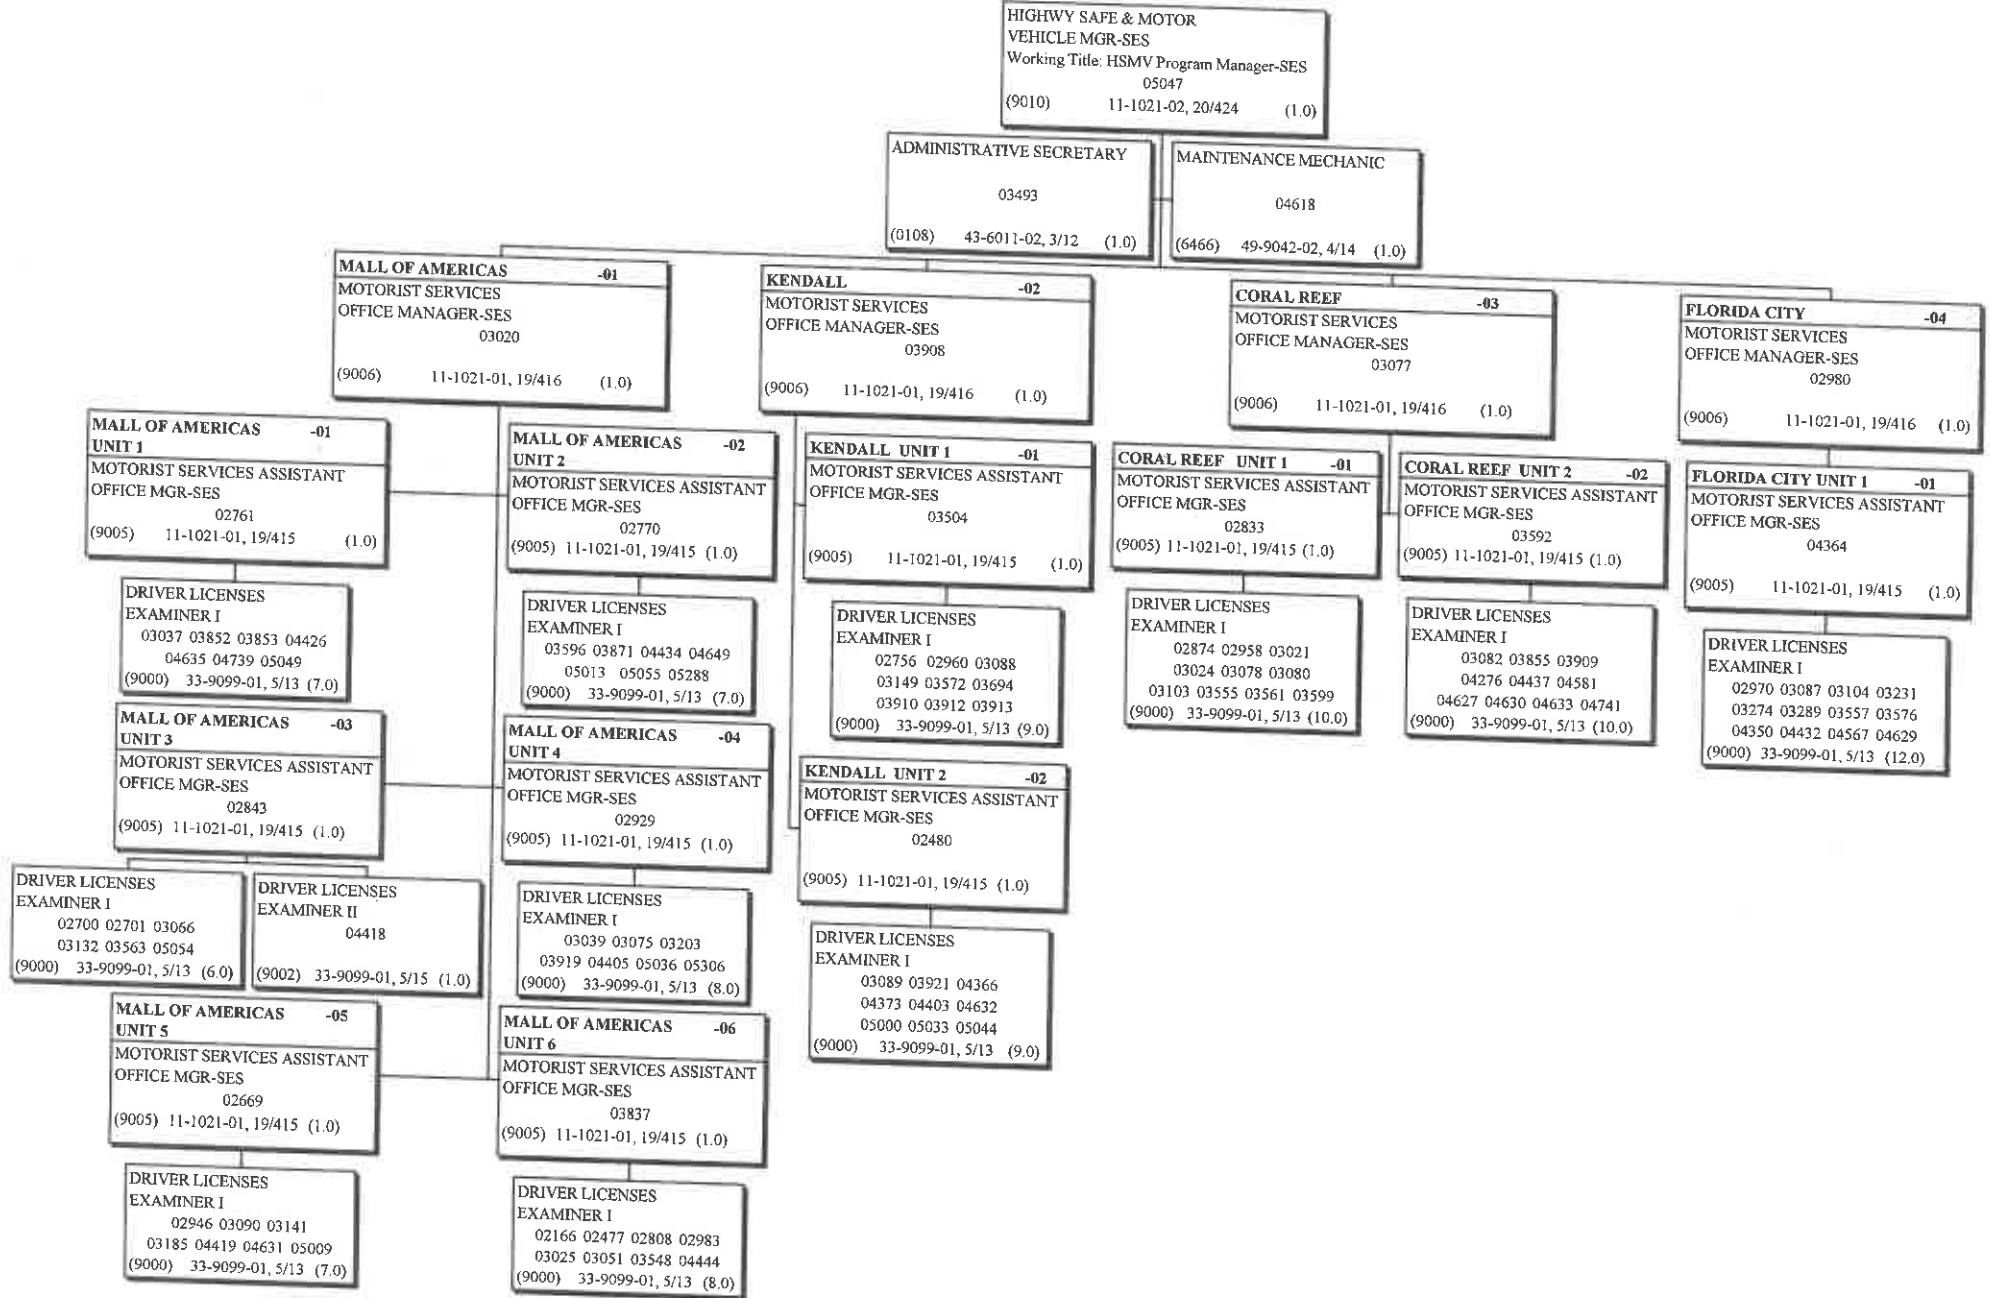 HIGHWY SAFE & MOTOR
VEHICLE MGR-SES
Working Title: HSMV Program Manager-SES
05047
(9010) 11-1021-02, 20/424 (1.0)
ADMINISTRATIVE SECRETARY
03493
(0108) 43-6011-02, 3/12 (1.0)
MAINTENANCE MECHANIC
04618
(6466) 49-9042-02, 4/14 (1.0)
MALL OF AMERICAS -01
MOTORIST SERVICES
OFFICE MANAGER-SES
03020
(9006) 11-1021-01, 19/416 (1.0)
KENDALL -02
MOTORIST SERVICES
OFFICE MANAGER-SES
03908
(9006) 11-1021-01, 19/416 (1.0)
CORAL REEF -03
MOTORIST SERVICES
OFFICE MANAGER-SES
03077
(9006) 11-1021-01, 19/416 (1.0)
FLORIDA CITY -04
MOTORIST SERVICES
OFFICE MANAGER-SES
02980
(9006) 11-1021-01, 19/416 (1.0)
MALL OF AMERICAS -01
UNIT 1
MOTORIST SERVICES ASSISTANT
OFFICE MGR-SES
02761
(9005) 11-1021-01, 19/415 (1.0)
DRIVER LICENSES
EXAMINER I
03037 03852 03853 04426
04635 04739 05049
(9000) 33-9099-01, 5/13 (7.0)
MALL OF AMERICAS -02
UNIT 2
MOTORIST SERVICES ASSISTANT
OFFICE MGR-SES
02770
(9005) 11-1021-01, 19/415 (1.0)
DRIVER LICENSES
EXAMINER I
03596 03871 04434 04649
05013 05055 05288
(9000) 33-9099-01, 5/13 (7.0)
MALL OF AMERICAS -03
UNIT 3
MOTORIST SERVICES ASSISTANT
OFFICE MGR-SES
02843
(9005) 11-1021-01, 19/415 (1.0)
DRIVER LICENSES
EXAMINER I
02700 02701 03066
03132 03563 05054
(9000) 33-9099-01, 5/13 (6.0)
DRIVER LICENSES
EXAMINER II
04418
(9002) 33-9099-01, 5/15 (1.0)
MALL OF AMERICAS -04
UNIT 4
MOTORIST SERVICES ASSISTANT
OFFICE MGR-SES
02929
(9005) 11-1021-01, 19/415 (1.0)
DRIVER LICENSES
EXAMINER I
03039 03075 03203
03919 04405 05036 05306
(9000) 33-9099-01, 5/13 (8.0)
MALL OF AMERICAS -05
UNIT 5
MOTORIST SERVICES ASSISTANT
OFFICE MGR-SES
02669
(9005) 11-1021-01, 19/415 (1.0)
DRIVER LICENSES
EXAMINER I
02946 03090 03141
03185 04419 04631 05009
(9000) 33-9099-01, 5/13 (7.0)
MALL OF AMERICAS -06
UNIT 6
MOTORIST SERVICES ASSISTANT
OFFICE MGR-SES
03837
(9005) 11-1021-01, 19/415 (1.0)
DRIVER LICENSES
EXAMINER I
02166 02477 02808 02983
03025 03051 03548 04444
(9000) 33-9099-01, 5/13 (8.0)
KENDALL UNIT 1 -01
MOTORIST SERVICES ASSISTANT
OFFICE MGR-SES
03504
(9005) 11-1021-01, 19/415 (1.0)
DRIVER LICENSES
EXAMINER I
02756 02960 03088
03149 03572 03694
03910 03912 03913
(9000) 33-9099-01, 5/13 (9.0)
KENDALL UNIT 2 -02
MOTORIST SERVICES ASSISTANT
OFFICE MGR-SES
02480
(9005) 11-1021-01, 19/415 (1.0)
DRIVER LICENSES
EXAMINER I
03089 03921 04366
04373 04403 04632
05000 05033 05044
(9000) 33-9099-01, 5/13 (9.0)
CORAL REEF UNIT 1 -01
MOTORIST SERVICES ASSISTANT
OFFICE MGR-SES
02833
(9005) 11-1021-01, 19/415 (1.0)
DRIVER LICENSES
EXAMINER I
02874 02958 03021
03024 03078 03080
03103 03555 03561 03599
(9000) 33-9099-01, 5/13 (10.0)
CORAL REEF UNIT 2 -02
MOTORIST SERVICES ASSISTANT
OFFICE MGR-SES
03592
(9005) 11-1021-01, 19/415 (1.0)
DRIVER LICENSES
EXAMINER I
03082 03855 03909
04276 04437 04581
04627 04630 04633 04741
(9000) 33-9099-01, 5/13 (10.0)
FLORIDA CITY UNIT 1 -01
MOTORIST SERVICES ASSISTANT
OFFICE MGR-SES
04364
(9005) 11-1021-01, 19/415 (1.0)
DRIVER LICENSES
EXAMINER I
02970 03087 03104 03231
03274 03289 03557 03576
04350 04432 04567 04629
(9000) 33-9099-01, 5/13 (12.0)